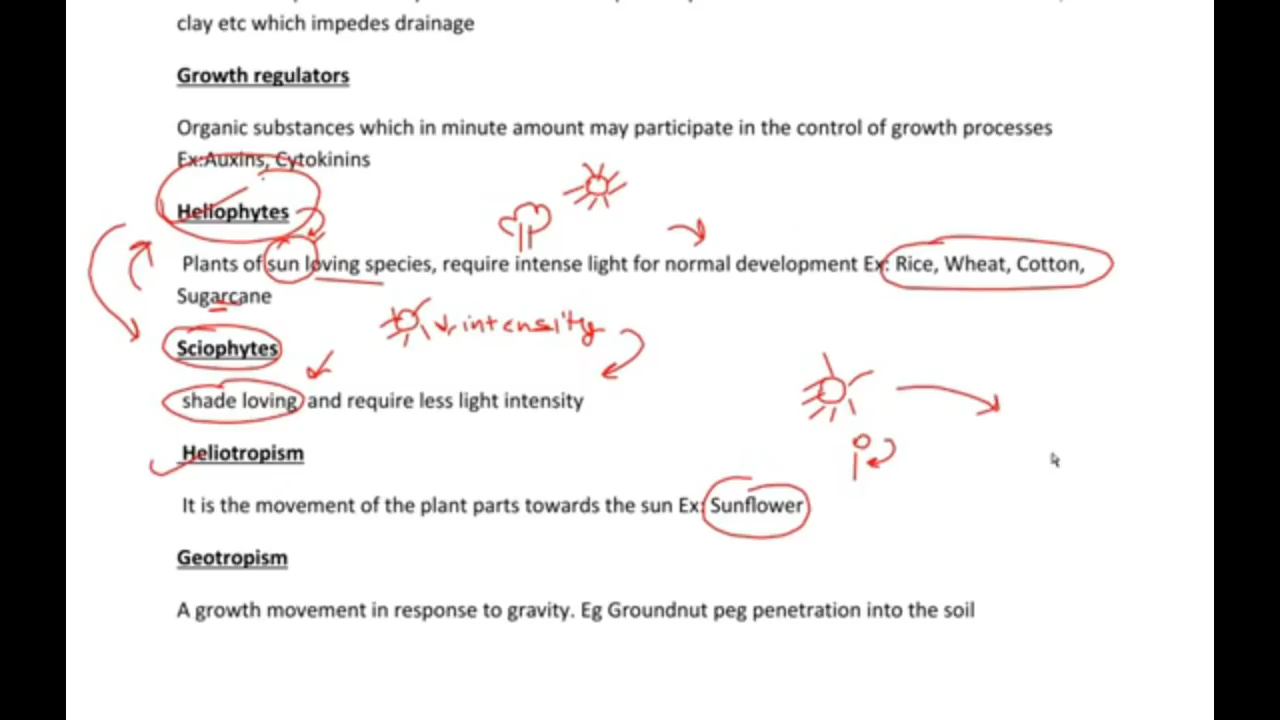 clay etc which impedes drainage
Growth regulators
Organic substances which in minute amount may participate in the control of growth processes
Ex:Auxins, Cytokinins
Heliophytes
Plants of sun loving species, require intense light for normal development Ex: Rice, Wheat, Cotton,
Sugarcane
intensity
Sciophytes
shade loving and require less light intensity
Heliotropism
It is the movement of the plant parts towards the sun Ex: Sunflower
Geotropism
A growth movement in response to gravity. Eg Groundnut peg penetration into the soil